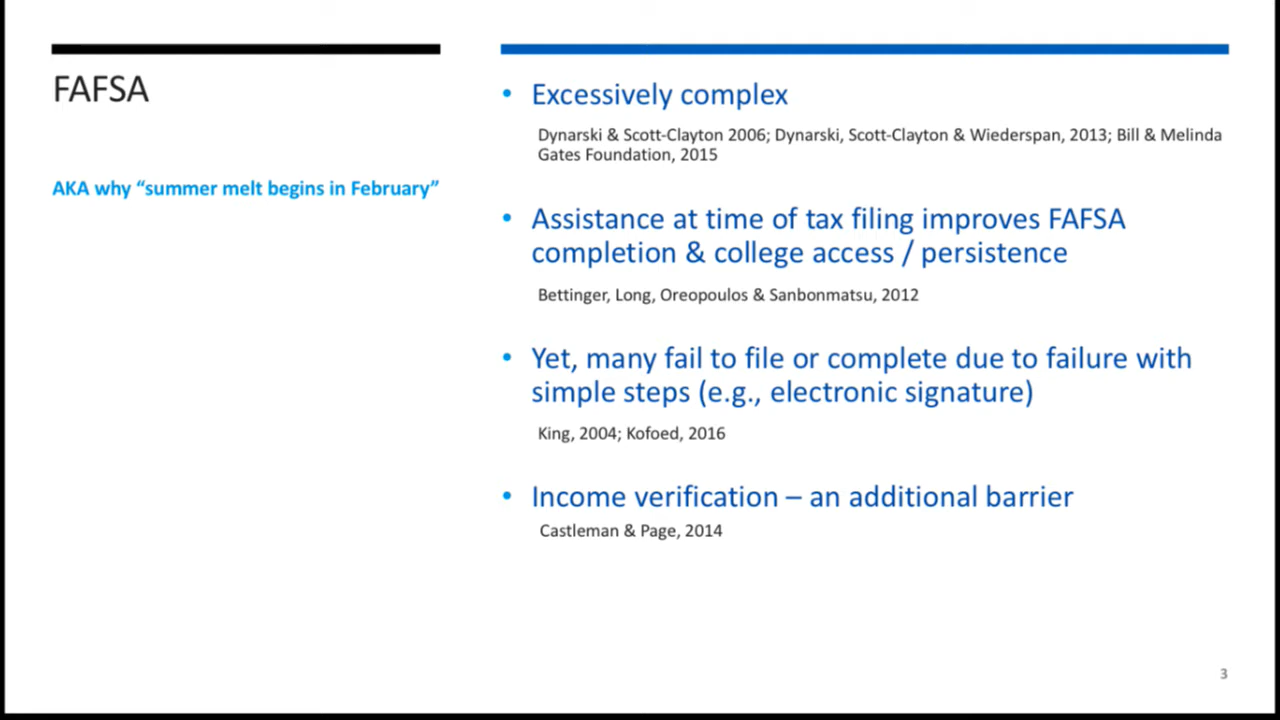 FAFSA
AKA why “summer melt begins in February”
• Excessively complex
Dynarski & Scott-Clayton 2006; Dynarski, Scott-Clayton & Wiederspan, 2013; Bill & Melinda
Gates Foundation, 2015
• Assistance at time of tax filing improves FAFSA
completion & college access / persistence
Bettinger, Long, Oreopoulos & Sanbonmatsu, 2012
• Yet, many fail to file or complete due to failure with
simple steps (e.g., electronic signature)
King, 2004; Kofoed, 2016
• Income verification – an additional barrier
Castleman & Page, 2014
3